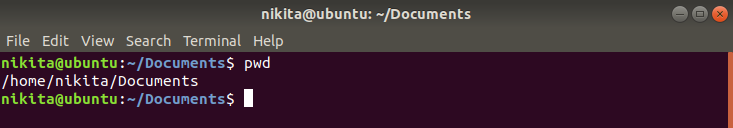 nikita@ubuntu: ~/Documents
File Edit View Search Terminal Help
nikita@ubuntu:~/Documents$ pwd
/home/nikita/Documents
nikita@ubuntu:~/Documents$